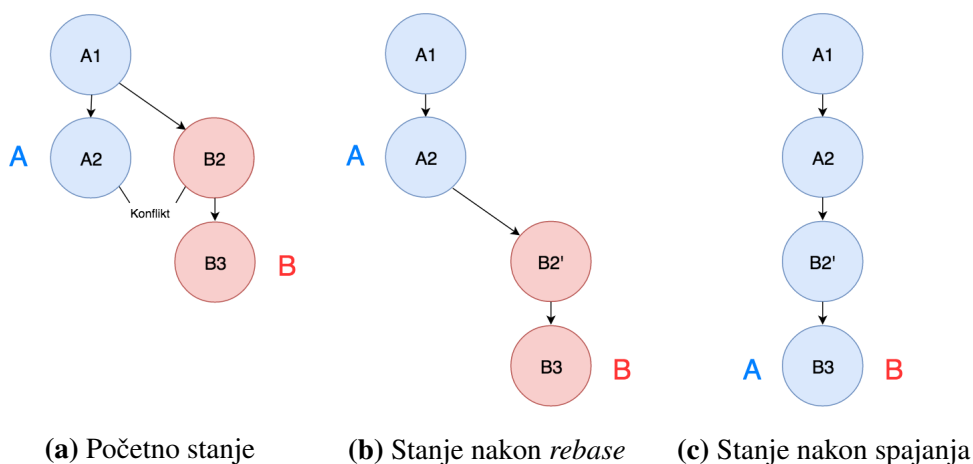 A1
A
A2
B2
Konflikt
B3
B
(a) Početno stanje
A1
A
A2
B2'
B3
B
(b) Stanje nakon rebase
A1
A2
B2'
A
B3
B
(c) Stanje nakon spajanja